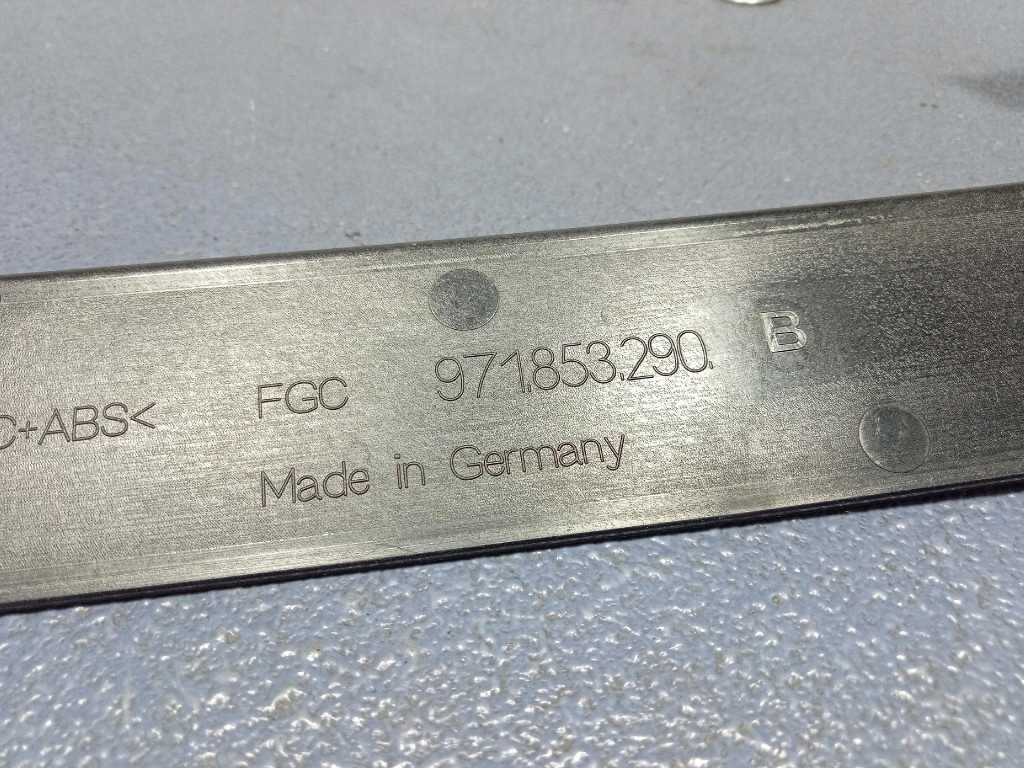 C+ABS< FGC 971.853.290. B
Made in Germany